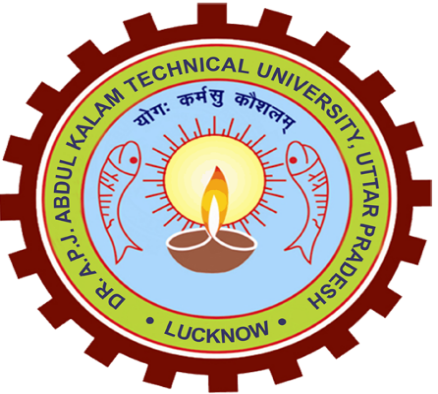 DR. A.P.J. ABDUL KALAM TECHNICAL UNIVERSITY, UTTAR PRADESH
योगः कर्मसु कौशलम्
• LUCKNOW •